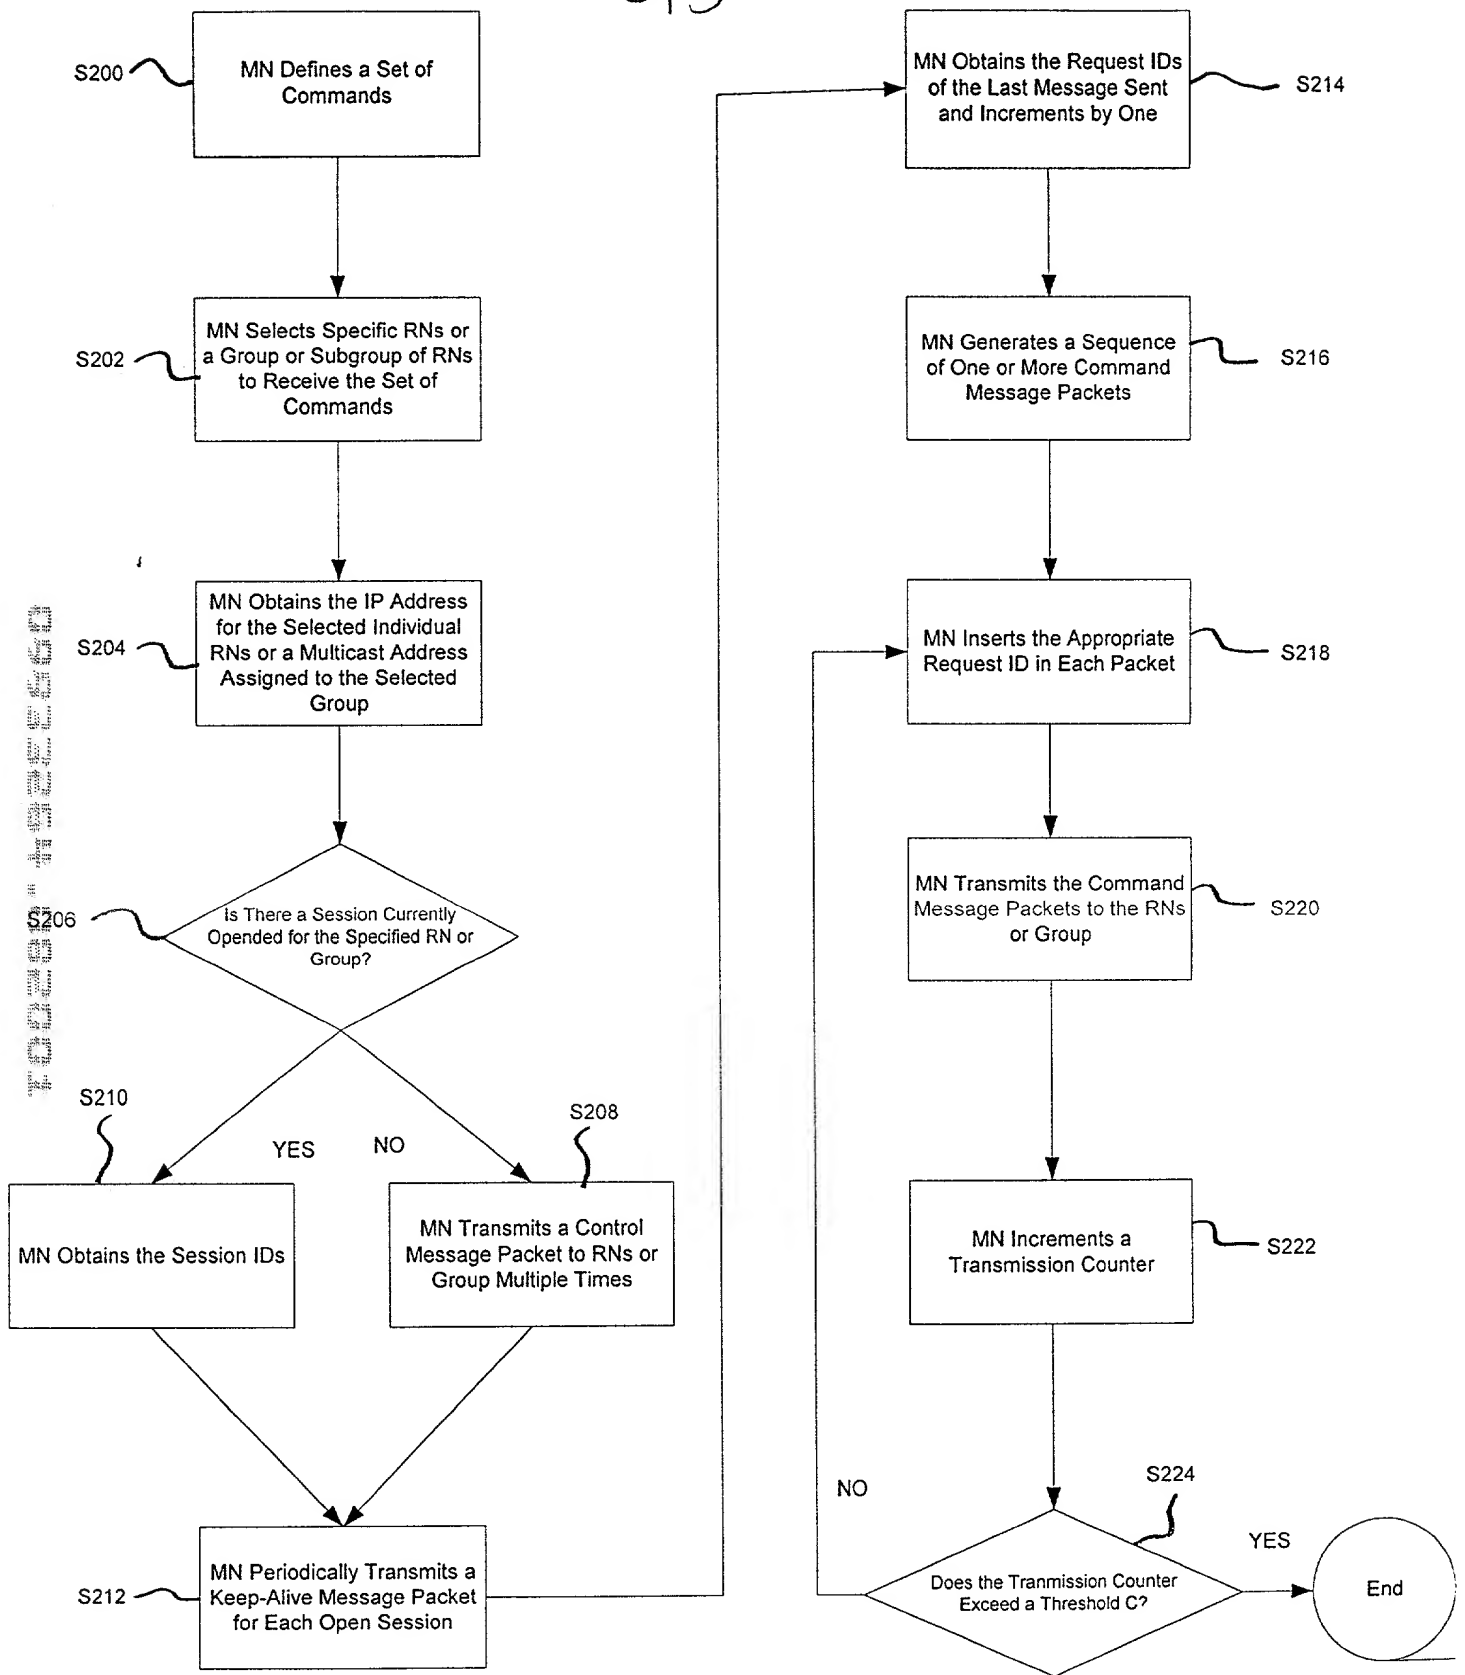 S200
MN Defines a Set of
Commands
S202
MN Selects Specific RNs or
a Group or Subgroup of RNs
to Receive the Set of
Commands
S204
MN Obtains the IP Address
for the Selected Individual
RNs or a Multicast Address
Assigned to the Selected
Group
S206
Is There a Session Currently
Opended for the Specified RN or
Group?
S210
YES
NO
S208
MN Obtains the Session IDs
MN Transmits a Control
Message Packet to RNs or
Group Multiple Times
S212
MN Periodically Transmits a
Keep-Alive Message Packet
for Each Open Session
MN Obtains the Request IDs
of the Last Message Sent
and Increments by One
S214
MN Generates a Sequence
of One or More Command
Message Packets
S216
MN Inserts the Appropriate
Request ID in Each Packet
S218
MN Transmits the Command
Message Packets to the RNs
or Group
S220
MN Increments a
Transmission Counter
S222
S224
NO
Does the Tranmission Counter
Exceed a Threshold C?
YES
End